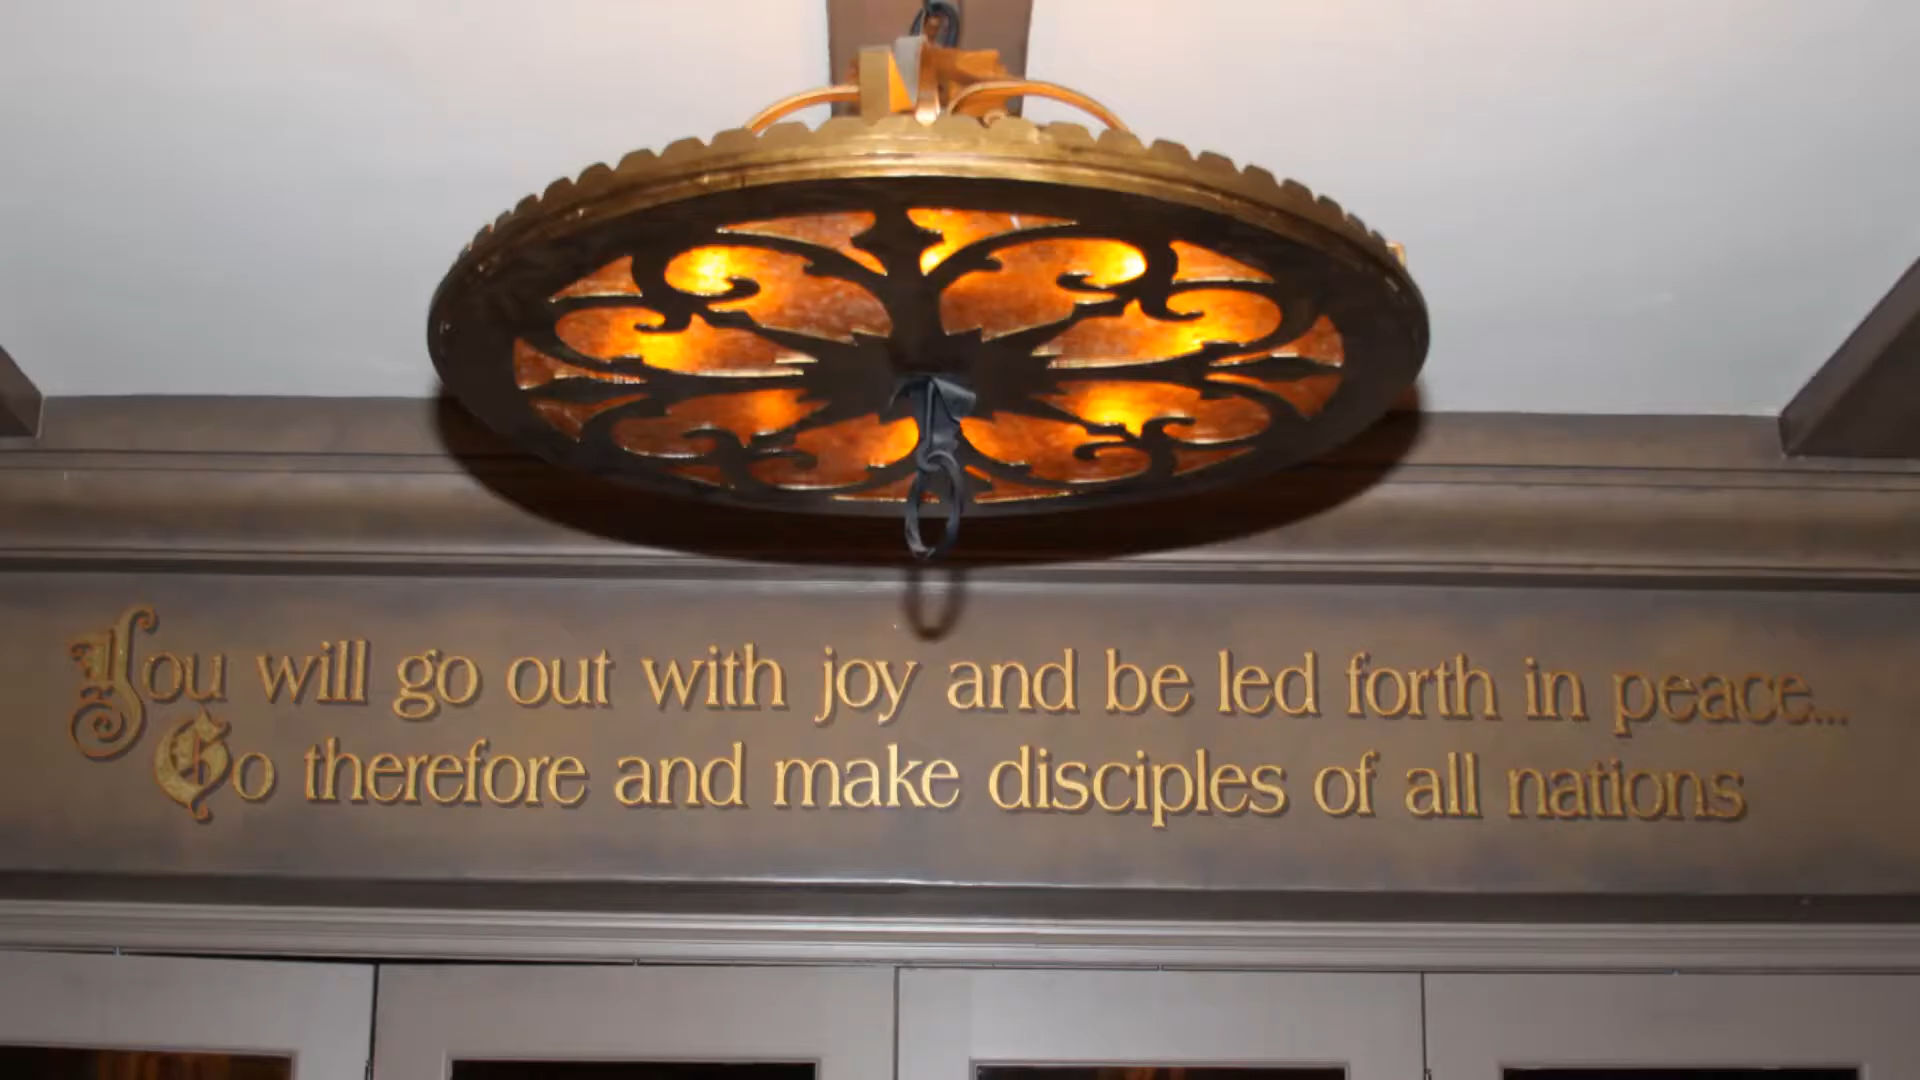 You will go out with joy and be led forth in peace...
Go therefore and make disciples of all nations